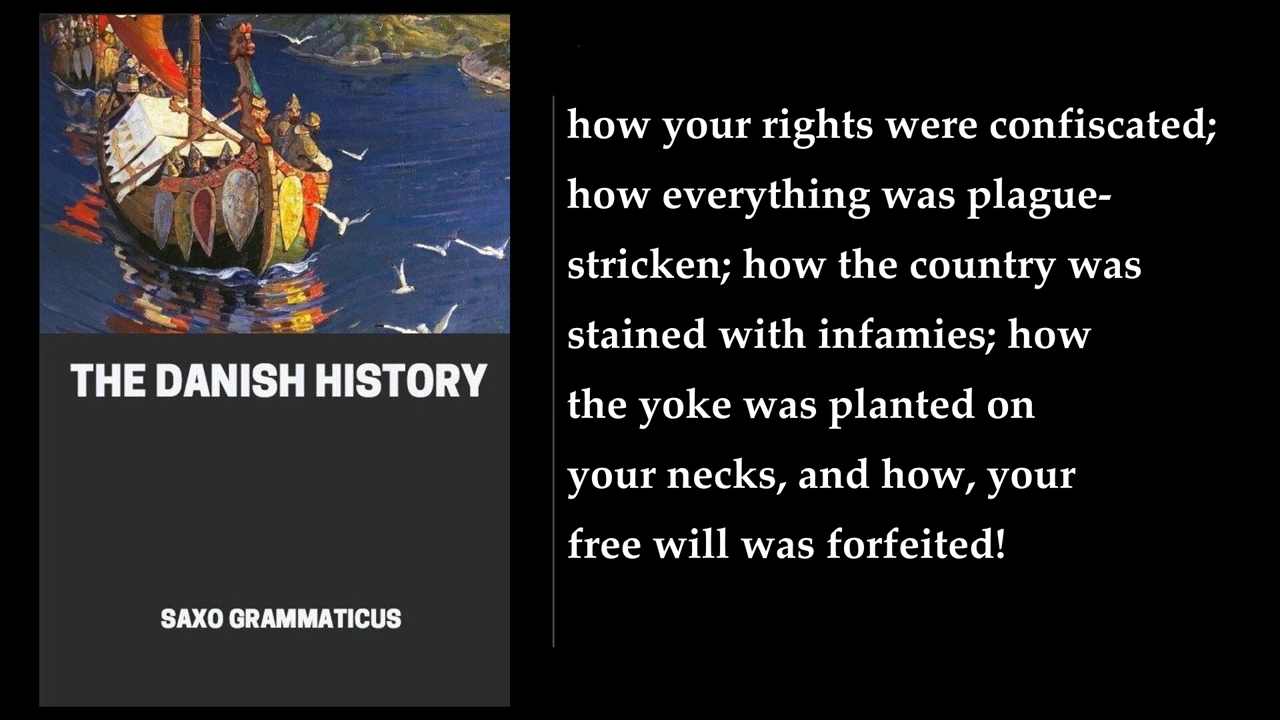 THE DANISH HISTORY
SAXO GRAMMATICUS
how your rights were confiscated;
how everything was plague-
stricken; how the country was
stained with infamies; how
the yoke was planted on
your necks, and how, your
free will was forfeited!